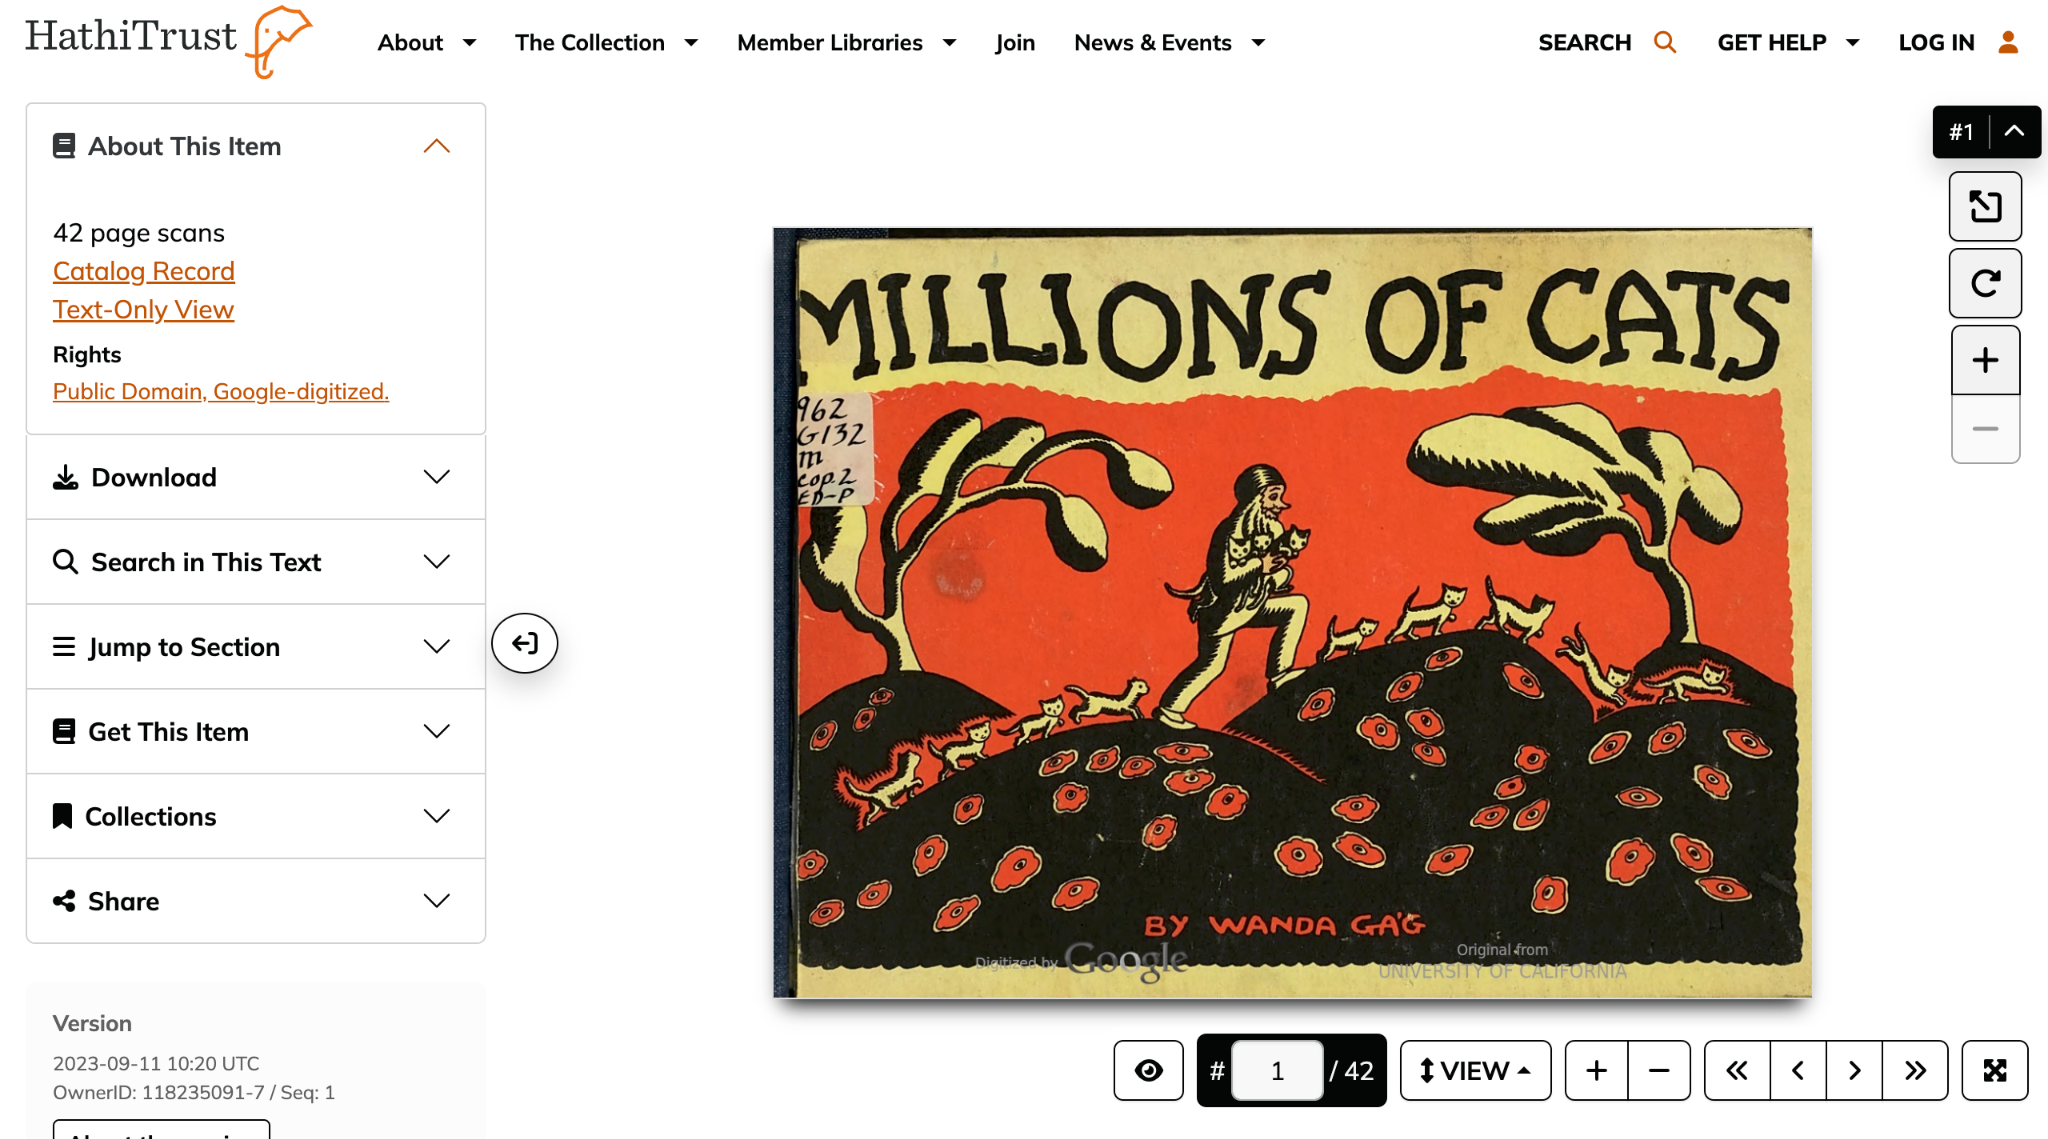 HathiTrust
About
The Collection
Member Libraries
Join
News & Events
SEARCH
GET HELP
LOG IN
About This Item
42 page scans
Catalog Record
Text-Only View
Rights
Public Domain, Google-digitized.
Download
Search in This Text
Jump to Section
Get This Item
Collections
Share
Version
2023-09-11 10:20 UTC
OwnerID: 118235091-7 / Seq: 1
#1
MILLIONS OF CATS
962
G132
m
cop.2
ED-P
BY WANDA GÁG
Digitized by Google
Original from
UNIVERSITY OF CALIFORNIA
# 1 / 42
VIEW